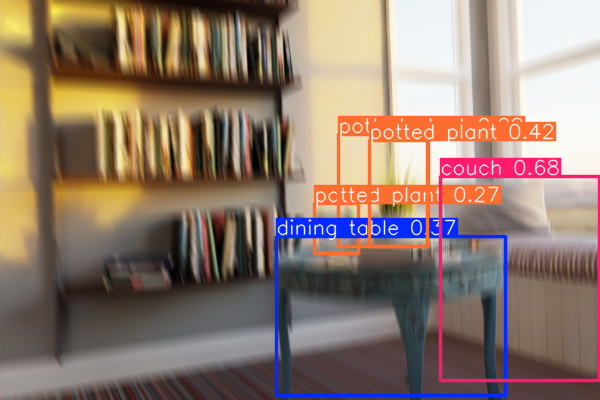 potted plant 0.42
couch 0.68
potted plant 0.27
dining table 0.37